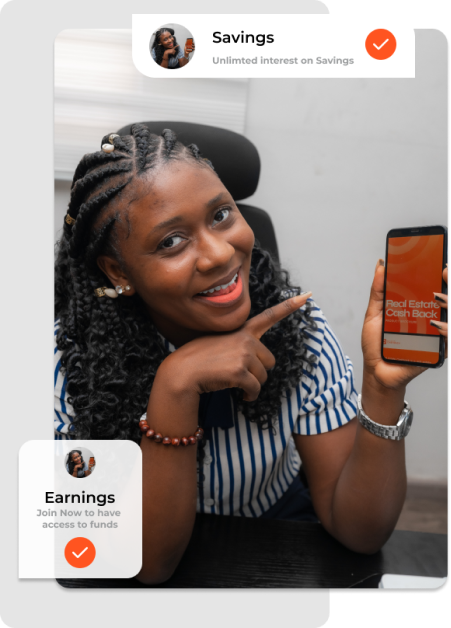 Savings
Unlimted interest on Savings
Real Estate
Cash Back
Earnings
Join Now to have
access to funds